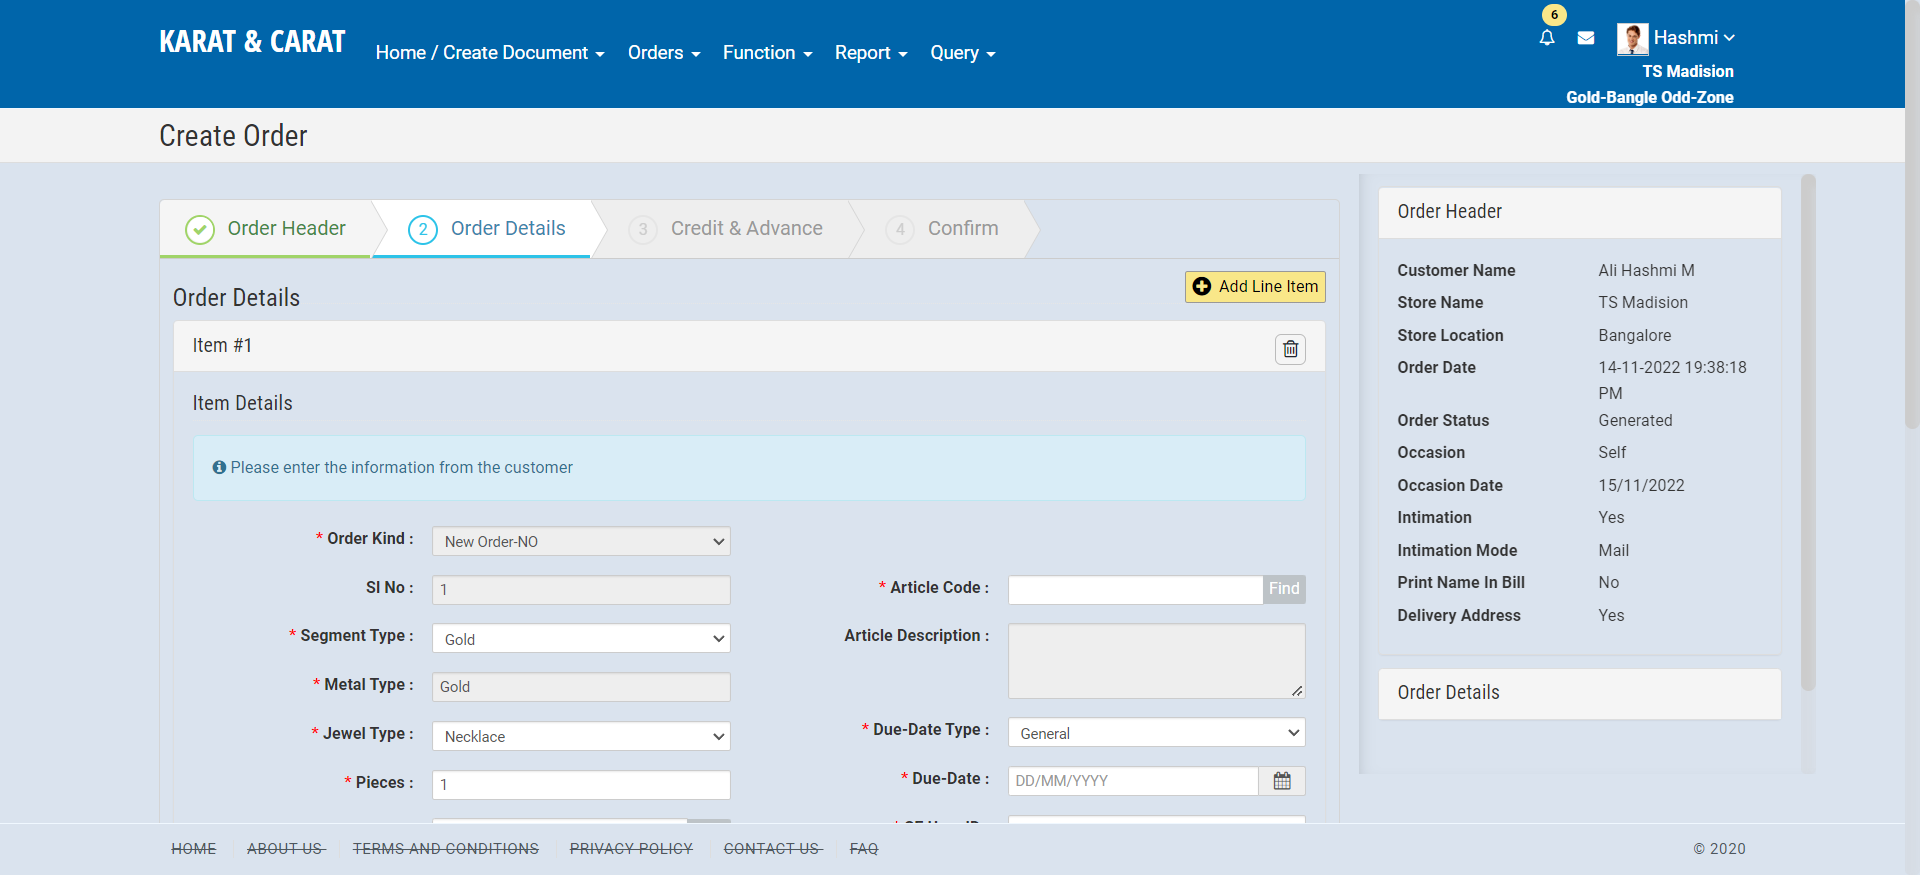 KARAT & CARAT
Home / Create Document
Orders
Function
Report
Query
6
Hashmi
TS Madision
Gold-Bangle Odd-Zone
Create Order
Order Header
2 Order Details
3 Credit & Advance
4 Confirm
Order Details
Add Line Item
Item #1
Item Details
Please enter the information from the customer
* Order Kind : New Order-NO
SI No : 1
* Article Code : Find
* Segment Type : Gold
Article Description :
* Metal Type : Gold
* Jewel Type : Necklace
* Due-Date Type : General
* Pieces : 1
* Due-Date : DD/MM/YYYY
Order Header
Customer Name Ali Hashmi M
Store Name TS Madision
Store Location Bangalore
Order Date 14-11-2022 19:38:18
PM
Order Status Generated
Occasion Self
Occasion Date 15/11/2022
Intimation Yes
Intimation Mode Mail
Print Name In Bill No
Delivery Address Yes
Order Details
HOME ABOUT US TERMS AND CONDITIONS PRIVACY POLICY CONTACT US FAQ © 2020